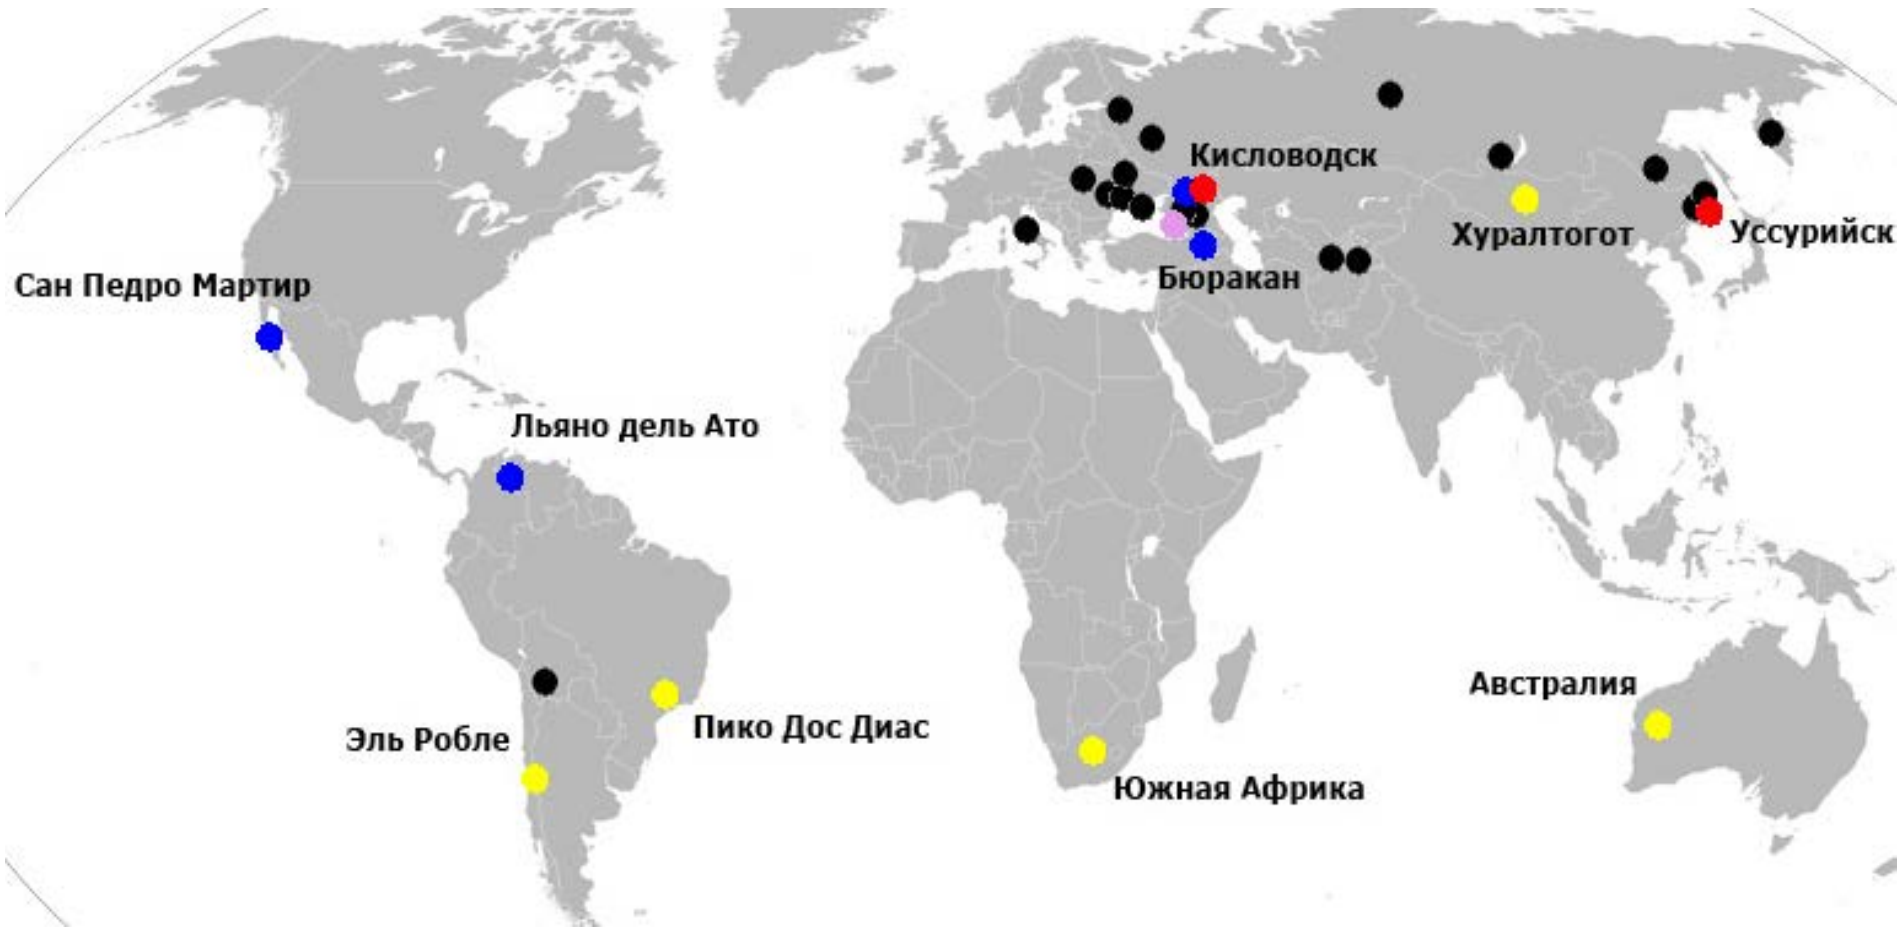 Кисловодск
Хуралтогот
Уссурийск
Бюракан
Сан Педро Мартир
Льяно дель Ато
Австралия
Эль Робле
Пико Дос Диас
Южная Африка